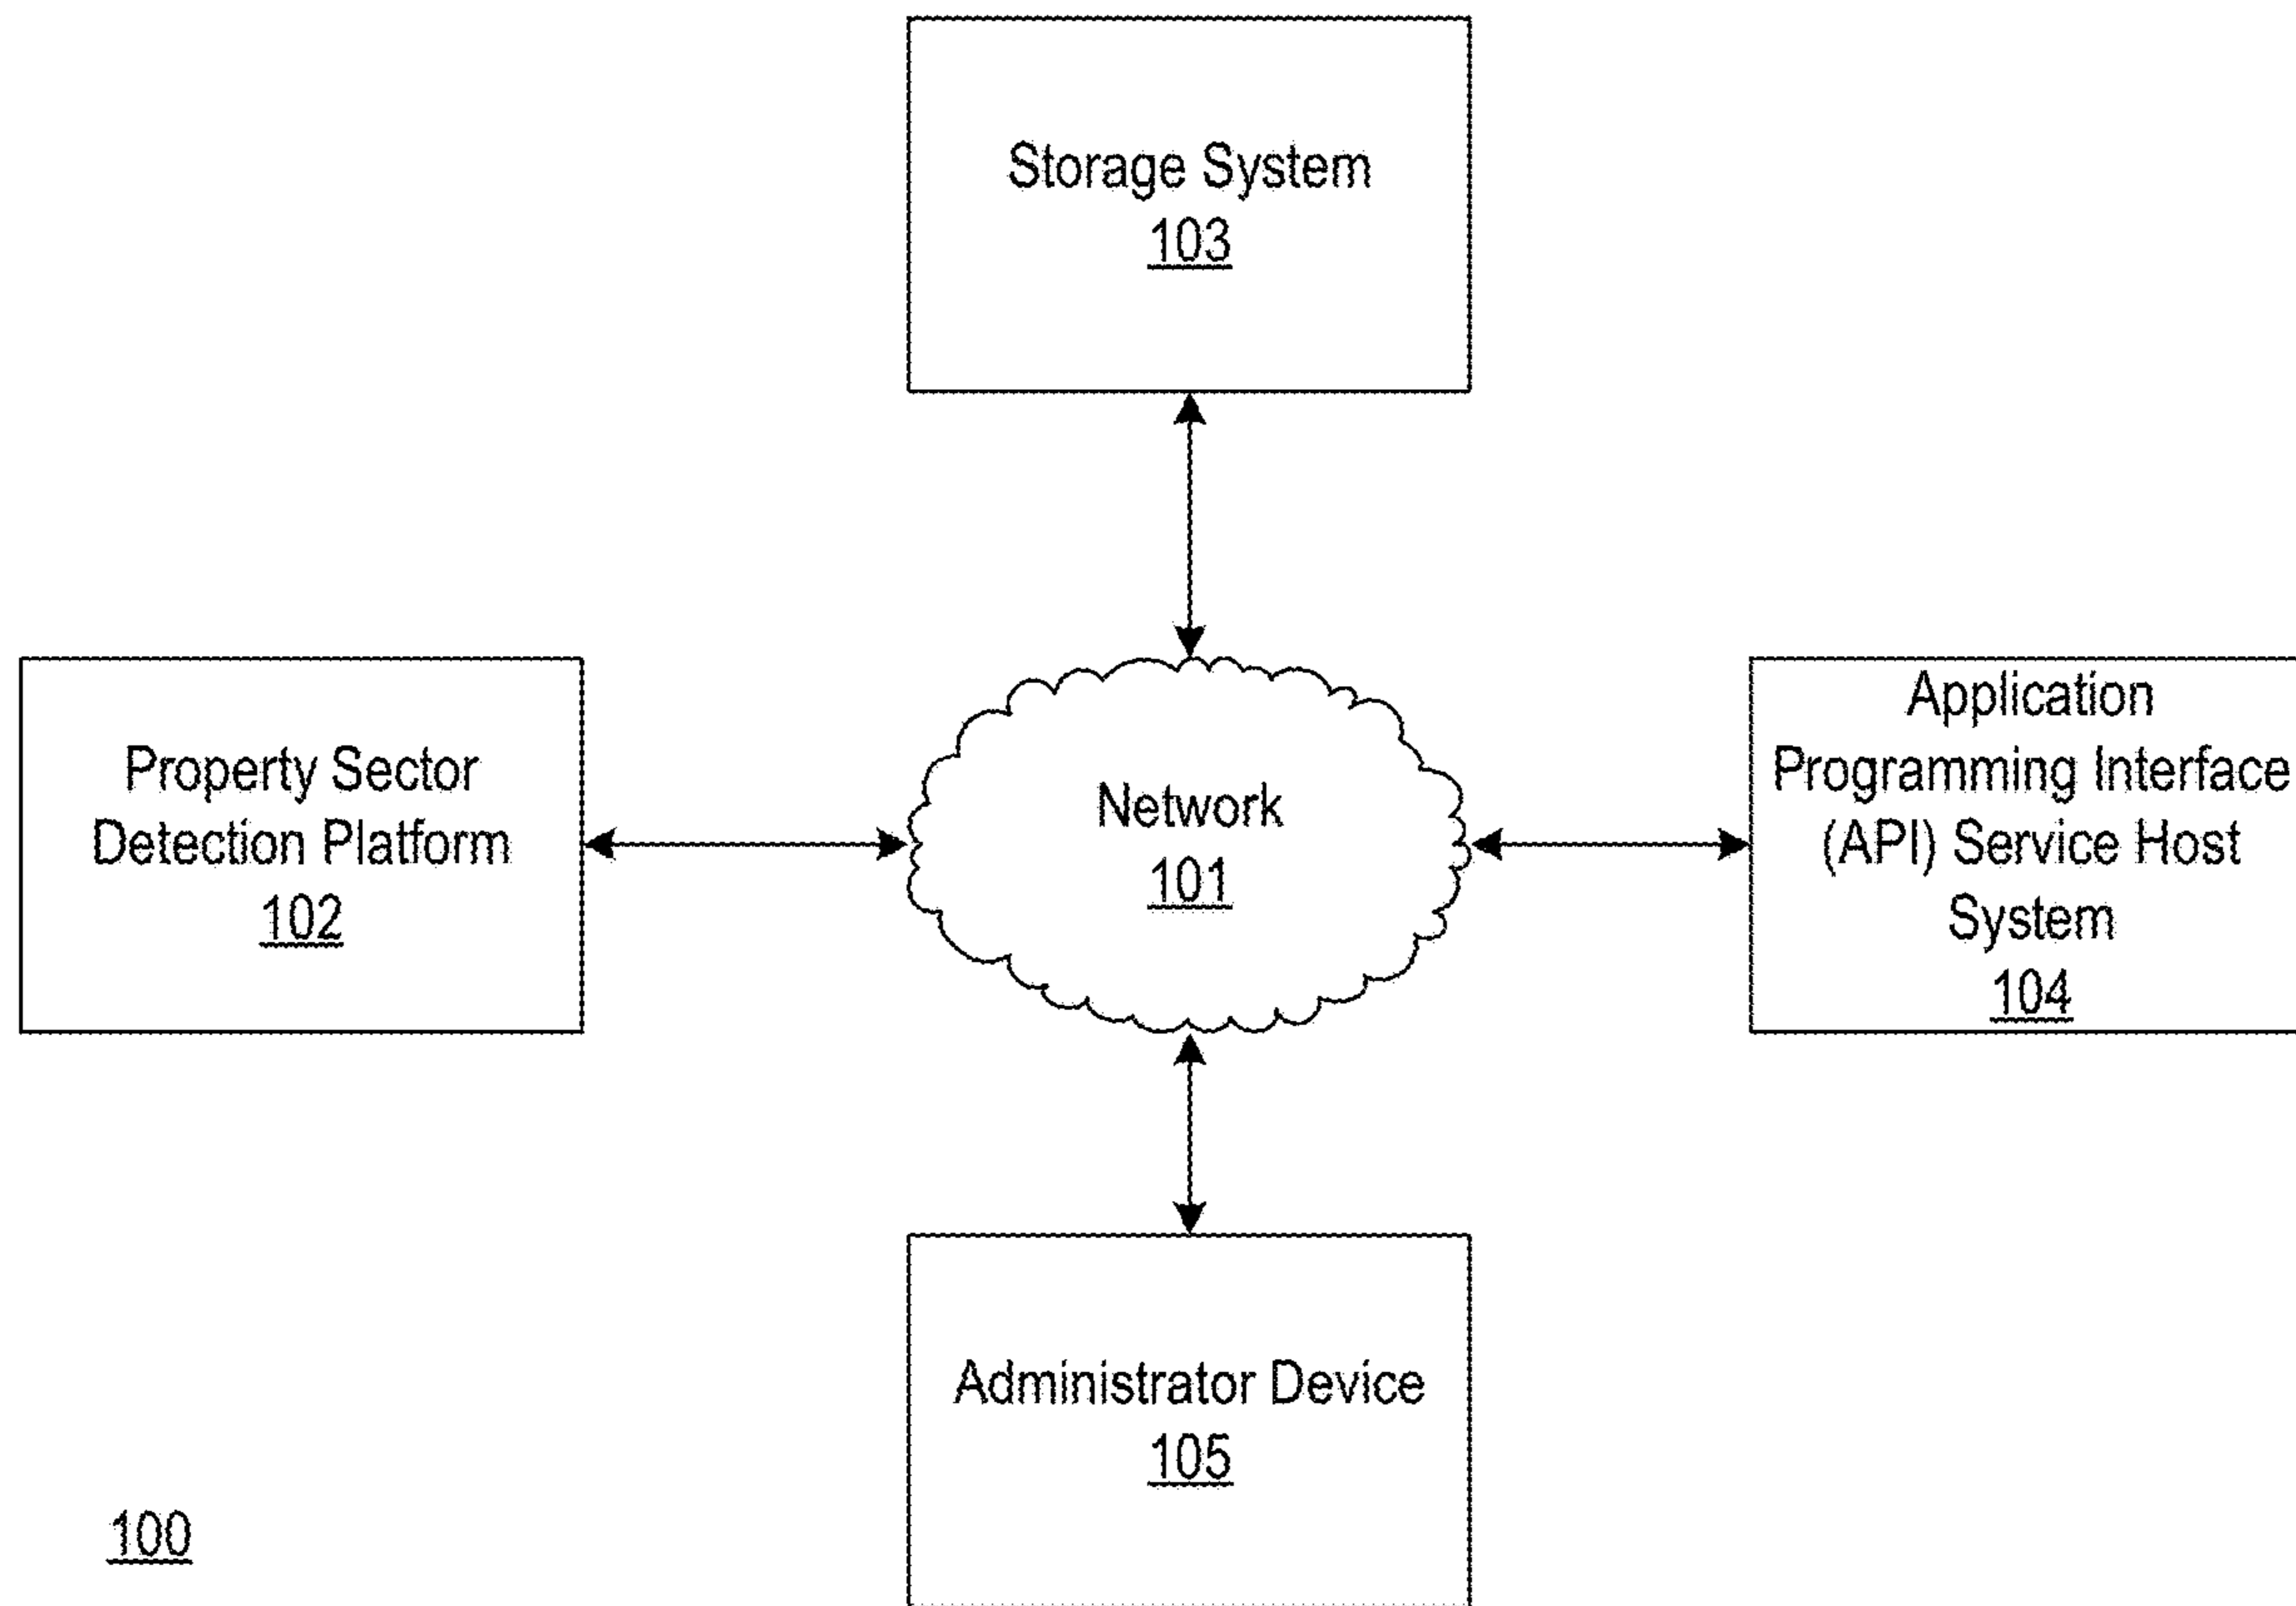 Storage System
103
Property Sector
Detection Platform
102
Network
101
Application
Programming Interface
(API) Service Host
System
104
Administrator Device
105
100